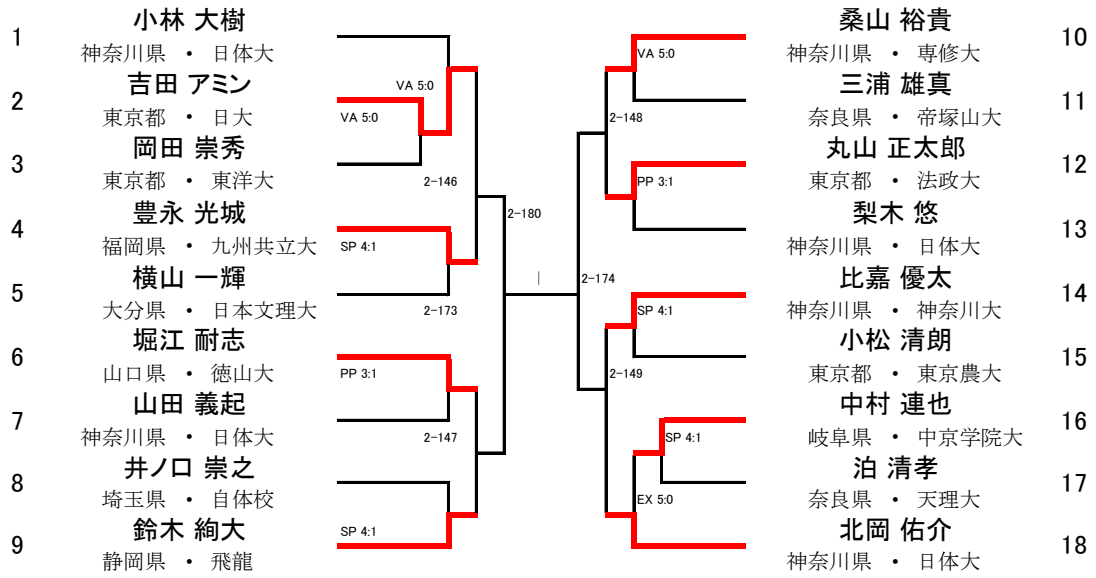 1
小林 大樹
神奈川県 ・ 日体大
2
吉田 アミン
東京都 ・ 日大
3
岡田 崇秀
東京都 ・ 東洋大
4
豊永 光城
福岡県 ・ 九州共立大
5
横山 一輝
大分県 ・ 日本文理大
6
堀江 耐志
山口県 ・ 徳山大
7
山田 義起
神奈川県 ・ 日体大
8
井ノ口 崇之
埼玉県 ・ 自体校
9
鈴木 絢大
静岡県 ・ 飛龍
VA 5:0
VA 5:0
2-146
SP 4:1
2-173
PP 3:1
2-147
SP 4:1
2-180
2-174
VA 5:0
2-148
PP 3:1
SP 4:1
2-149
SP 4:1
EX 5:0
桑山 裕貴
10
神奈川県 ・ 専修大
三浦 雄真
11
奈良県 ・ 帝塚山大
丸山 正太郎
12
東京都 ・ 法政大
梨木 悠
13
神奈川県 ・ 日体大
比嘉 優太
14
神奈川県 ・ 神奈川大
小松 清朗
15
東京都 ・ 東京農大
中村 連也
16
岐阜県 ・ 中京学院大
泊 清孝
17
奈良県 ・ 天理大
北岡 佑介
18
神奈川県 ・ 日体大